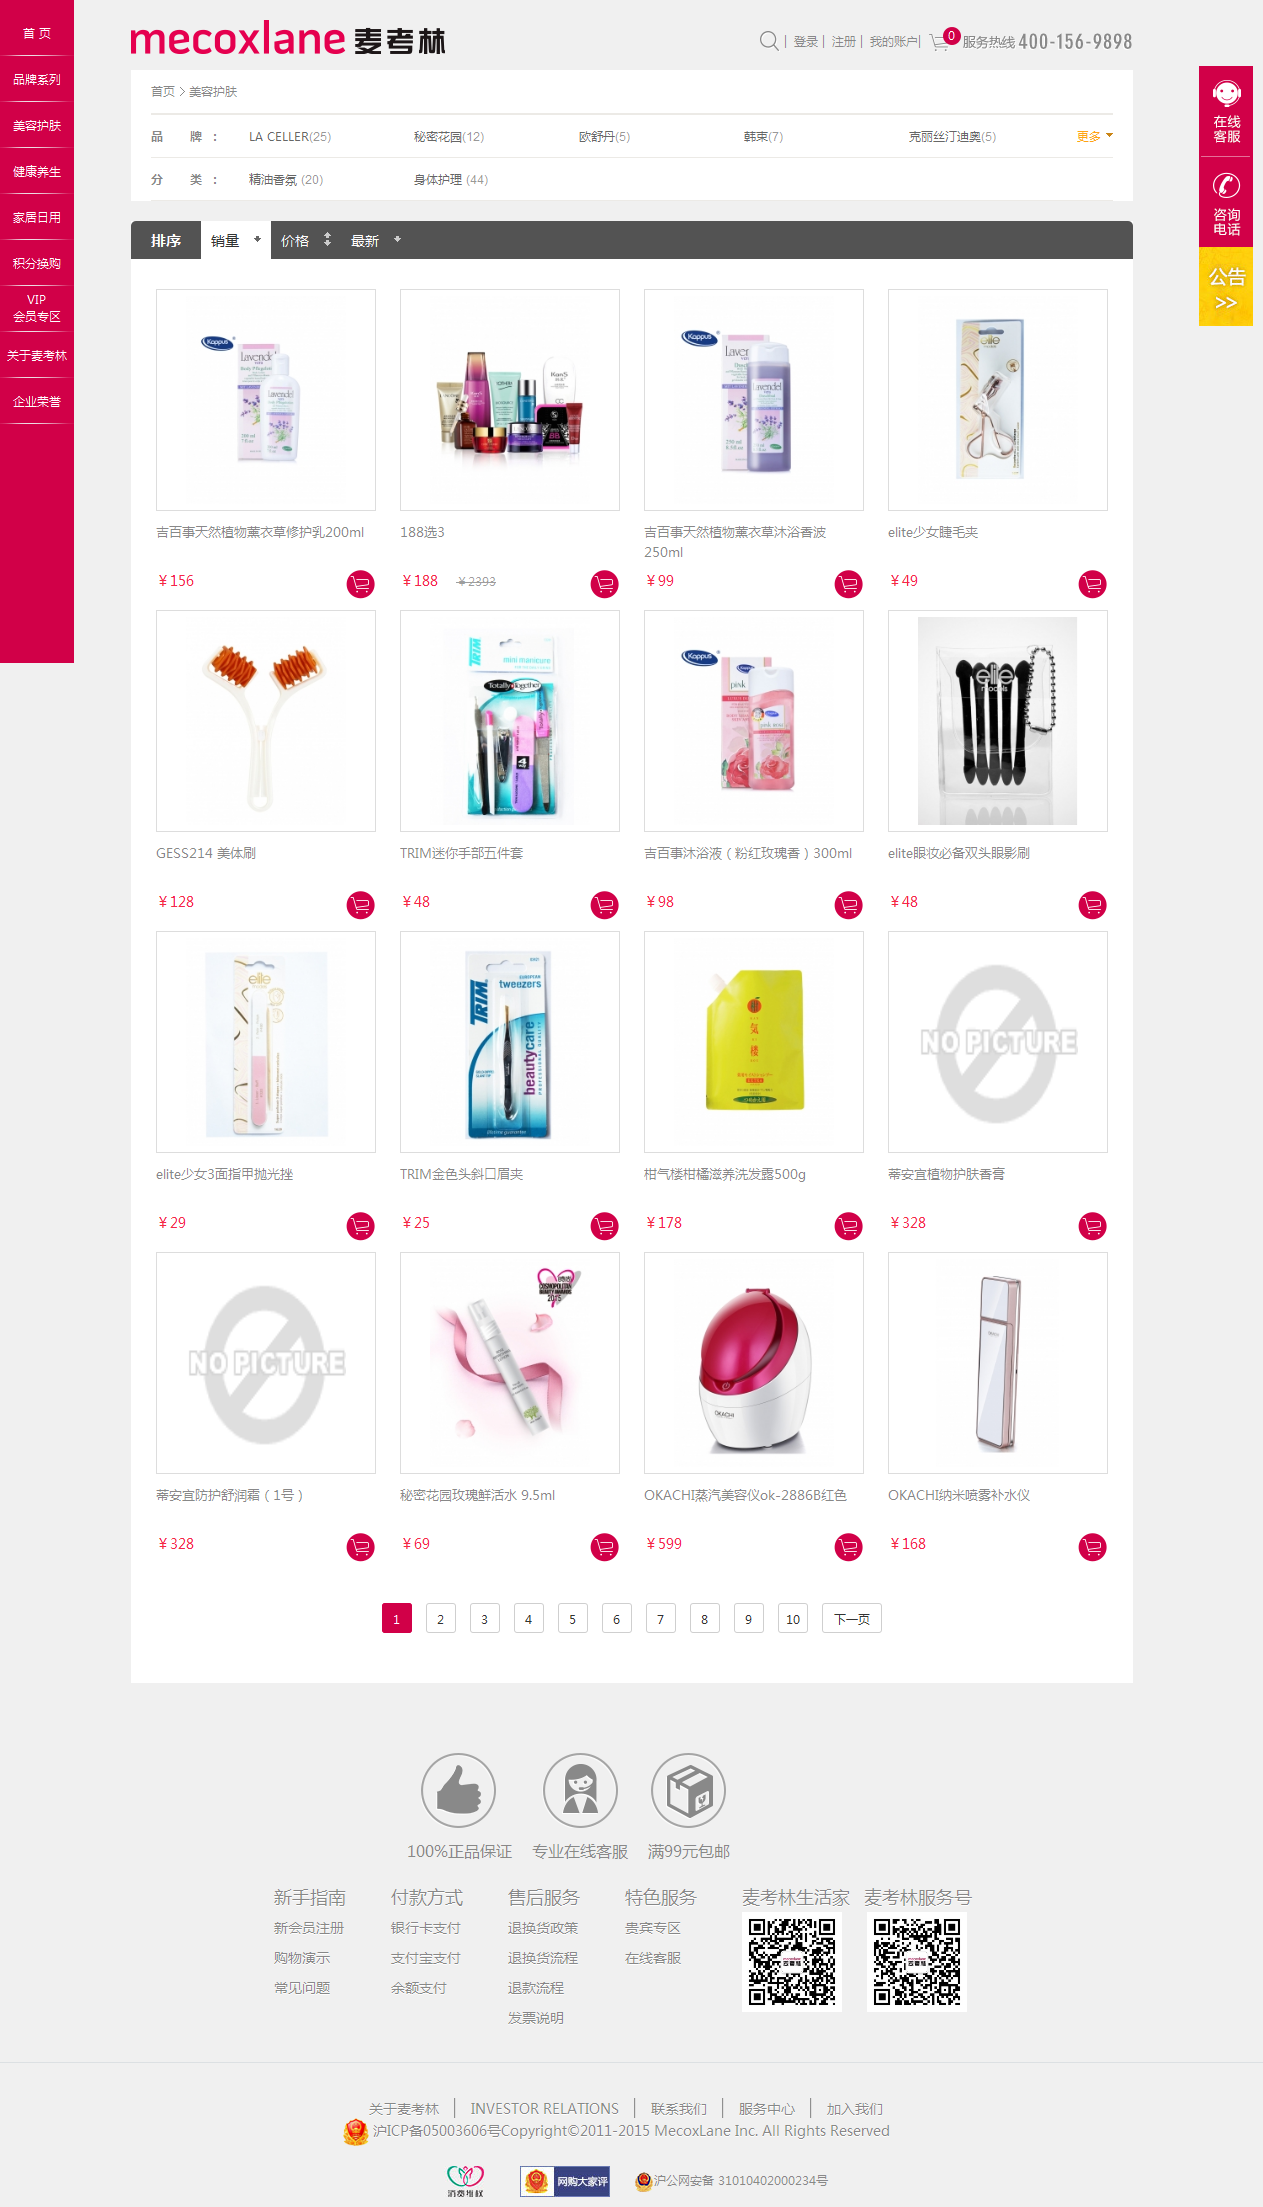 首 页
品牌系列
美容护肤
健康养生
家居日用
积分换购
VIP
会员专区
关于麦考林
企业荣誉
mecoxlane 麦考林
登录 | 注册 | 我的账户| 0 服务热线 400-156-9898
在线
客服
咨询
电话
公告
>>
首页 > 美容护肤
品 牌 : LA CELLER(25) 秘密花园(12) 欧舒丹(5) 韩束(7) 克丽丝汀迪奥(5) 更多
分 类 : 精油香氛 (20) 身体护理 (44)
排序 销量 价格 最新
吉百事天然植物薰衣草修护乳200ml
￥156
188选3
￥188 ￥2393
吉百事天然植物薰衣草沐浴香波
250ml
￥99
elite少女睫毛夹
￥49
GESS214 美体刷
￥128
TRIM
mini manicure
Totally Together
TRIM迷你手部五件套
￥48
Kappus
pink
吉百事沐浴液（粉红玫瑰香）300ml
￥98
elite
models
elite眼妆必备双头眼影刷
￥48
elite
elite少女3面指甲抛光挫
￥29
TRIM
EUROPEAN
tweezers
beautycare
TRIM金色头斜口眉夹
￥25
柑气楼柑橘滋养洗发露500g
￥178
NO PICTURE
蒂安宜植物护肤香膏
￥328
NO PICTURE
蒂安宜防护舒润霜（1号）
￥328
COSMOPOLITAN
BEAUTY AWARDS
2015
秘密花园玫瑰鲜活水 9.5ml
￥69
OKACHI
OKACHI蒸汽美容仪ok-2886B红色
￥599
OKACHI纳米喷雾补水仪
￥168
1 2 3 4 5 6 7 8 9 10 下一页
100%正品保证 专业在线客服 满99元包邮
新手指南 付款方式 售后服务 特色服务 麦考林生活家 麦考林服务号
新会员注册 银行卡支付 退换货政策 贵宾专区
购物演示 支付宝支付 退换货流程 在线客服
常见问题 余额支付 退款流程
发票说明
关于麦考林 | INVESTOR RELATIONS | 联系我们 | 服务中心 | 加入我们
沪ICP备05003606号Copyright©2011-2015 MecoxLane Inc. All Rights Reserved
消费维权 网购大家评 沪公网安备 31010402000234号